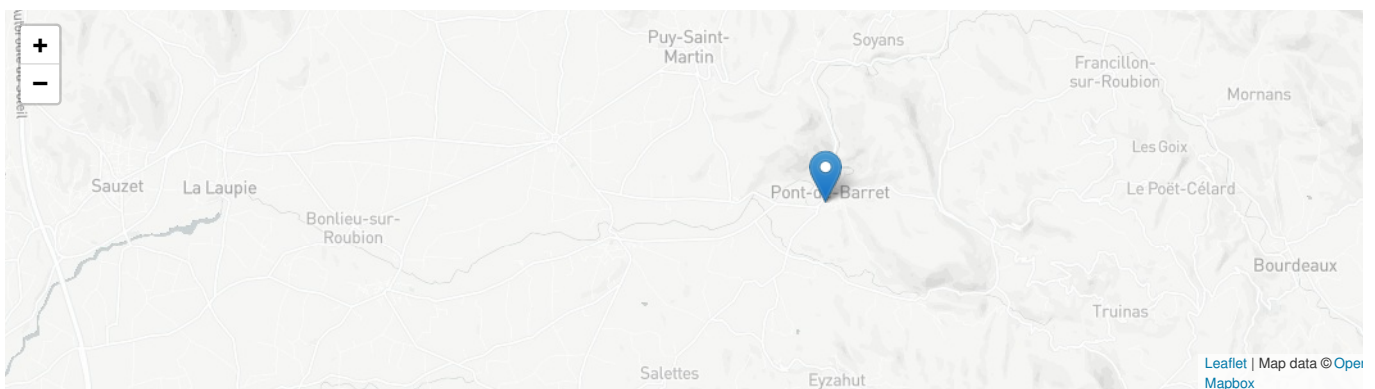 +
−
Puy-Saint-
Martin
Soyans
Francillon-
sur-Roubion
Mornans
Les Goix
Sauzet
La Laupie
Pont-de-Barret
Le Poët-Célard
Bonlieu-sur-
Roubion
Bourdeaux
Truinas
Salettes
Eyzahut
Leaflet | Map data © Oper
Mapbox